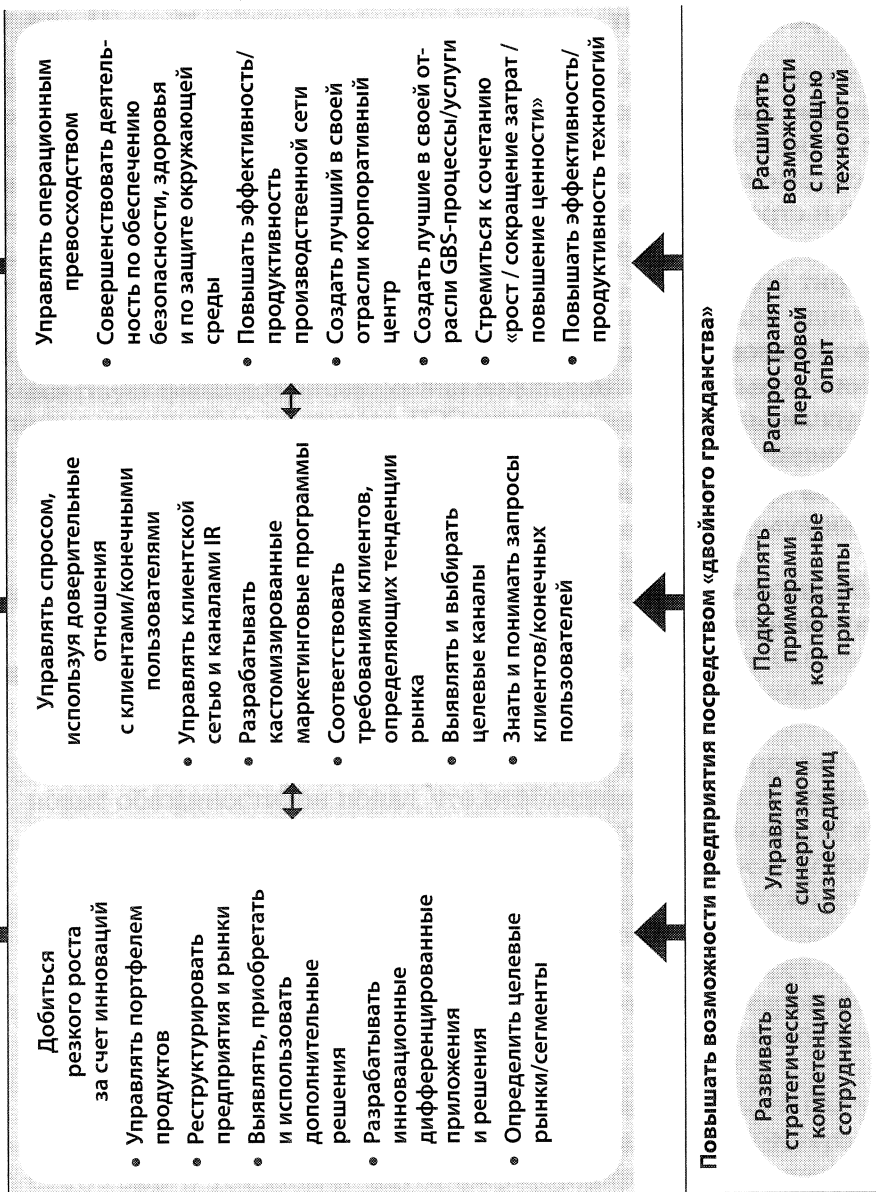 Добиться
резкого роста
за счет инноваций
• Управлять портфелем
продуктов
• Реструктурировать
предприятия и рынки
• Выявлять, приобретать
и использовать
дополнительные
решения
• Разрабатывать
инновационные
дифференцированные
приложения
и решения
• Определить целевые
рынки/сегменты
Управлять спросом,
используя доверительные
отношения
с клиентами/конечными
пользователями
• Управлять клиентской
сетью и каналами IR
• Разрабатывать
кастомизированные
маркетинговые программы
• Соответствовать
требованиям клиентов,
определяющих тенденции
рынка
• Выявлять и выбирать
целевые каналы
• Знать и понимать запросы
клиентов/конечных
пользователей
Управлять операционным
превосходством
• Совершенствовать деятель-
ность по обеспечению
безопасности, здоровья
и по защите окружающей
среды
• Повышать эффективность/
продуктивность
производственной сети
• Создать лучший в своей
отрасли корпоративный
центр
• Создать лучшие в своей от-
расли GBS-процессы/услуги
• Стремиться к сочетанию
«рост / сокращение затрат /
повышение ценности»
• Повышать эффективность/
продуктивность технологий
Повышать возможности предприятия посредством «двойного гражданства»
Развивать
стратегические
компетенции
сотрудников
Управлять
синергизмом
бизнес-единиц
Подкреплять
примерами
корпоративные
принципы
Распространять
передовой
опыт
Расширять
возможности
с помощью
технологий